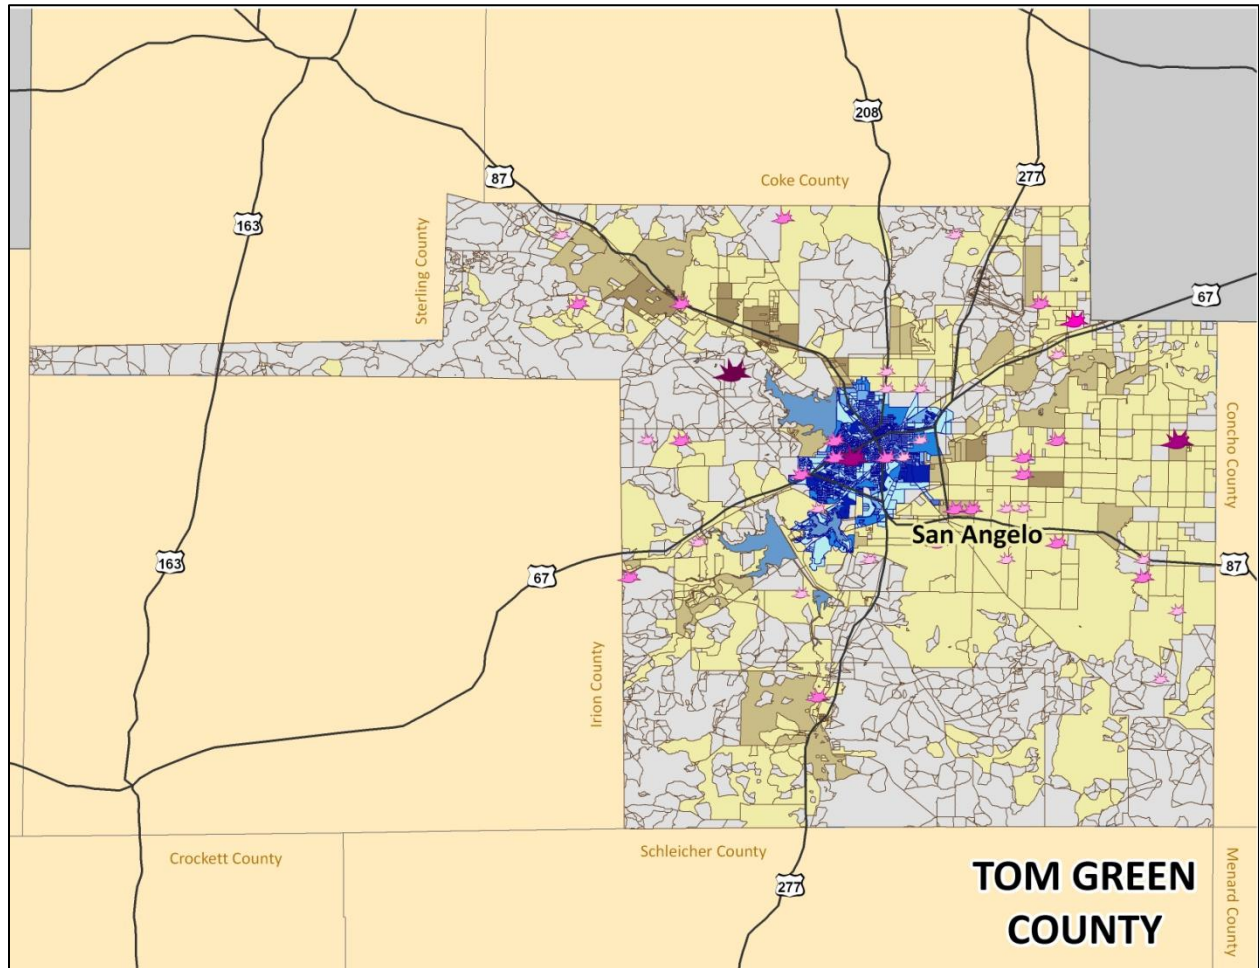 208
87
277
Coke County
163
Sterling County
67
Concho County
San Angelo
163
67
87
Irion County
Crockett County
Schleicher County
277
TOM GREEN
COUNTY
Menard County